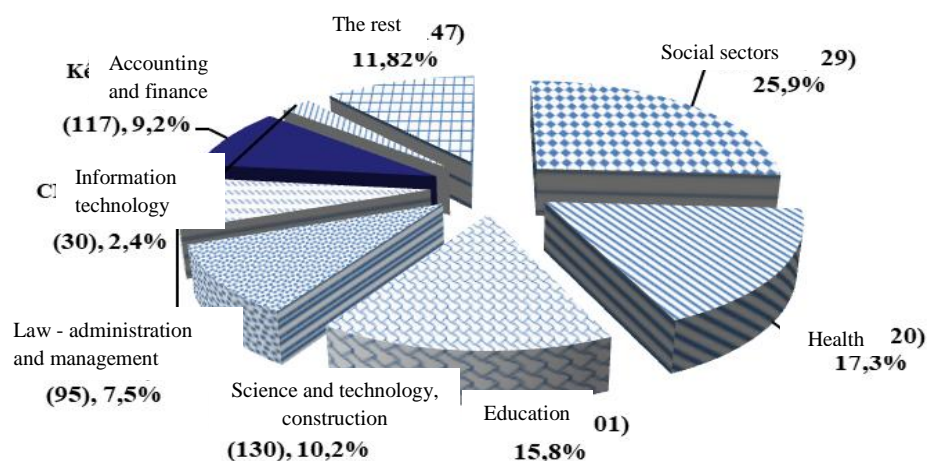 The rest 47)
11,82%
Social sectors 29)
25,9%
Accounting
and finance
(117), 9,2%
Information
technology
(30), 2,4%
Law - administration
and management
(95), 7,5%
Science and technology,
construction
(130), 10,2%
Education 01)
15,8%
Health 20)
17,3%